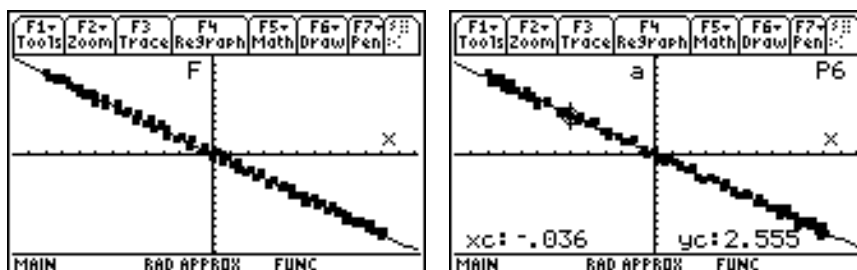 F1▾ F2▾ F3 F4 F5▾ F6▾ F7▾
Tools Zoom Trace ReGraph Math Draw Pen
F
x
MAIN RAD APPROX FUNC
F1▾ F2▾ F3 F4 F5▾ F6▾ F7▾
Tools Zoom Trace ReGraph Math Draw Pen
a P6
x
xc:-.036 yc:2.555
MAIN RAD APPROX FUNC